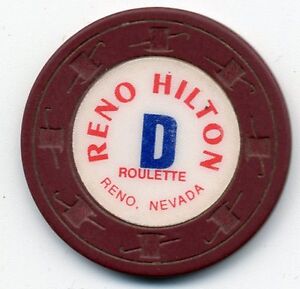 RENO HILTON
D
ROULETTE
RENO, NEVADA